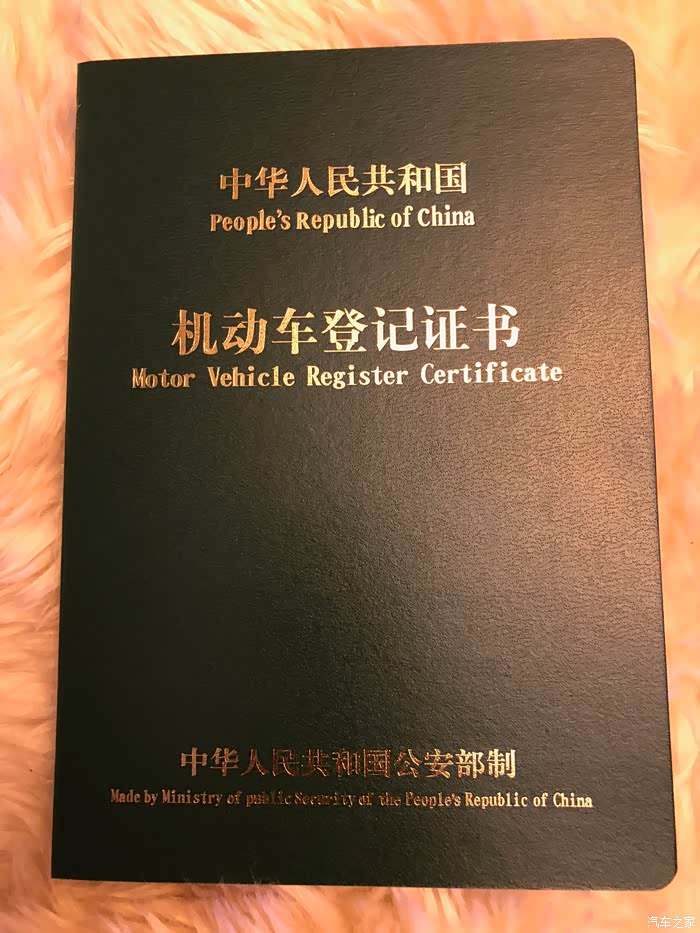 中华人民共和国
People's Republic of China
机动车登记证书
Motor Vehicle Register Certificate
中华人民共和国公安部制
Made by Ministry of public Security of the People's Republic of China
汽车之家